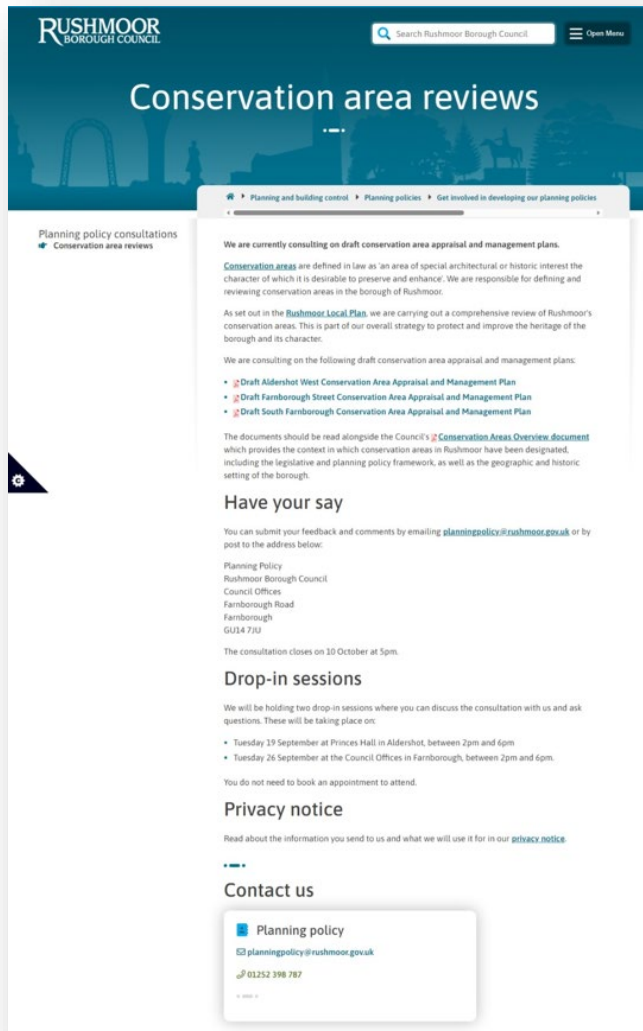 RUSHMOOR
BOROUGH COUNCIL
Search Rushmoor Borough Council
Open Menu
Conservation area reviews
Planning and building control
Planning policies
Get involved in developing our planning policies
Planning policy consultations
Conservation area reviews
We are currently consulting on draft conservation area appraisal and management plans.
Conservation areas are defined in law as 'an area of special architectural or historic interest the
character of which it is desirable to preserve and enhance'. We are responsible for defining and
reviewing conservation areas in the borough of Rushmoor.
As set out in the Rushmoor Local Plan, we are carrying out a comprehensive review of Rushmoor's
conservation areas. This is part of our overall strategy to protect and improve the heritage of the
borough and its character.
We are consulting on the following draft conservation area appraisal and management plans:
• Draft Aldershot West Conservation Area Appraisal and Management Plan
• Draft Farnborough Street Conservation Area Appraisal and Management Plan
• Draft South Farnborough Conservation Area Appraisal and Management Plan
The documents should be read alongside the Council's Conservation Areas Overview document
which provides the context in which conservation areas in Rushmoor have been designated,
including the legislative and planning policy framework, as well as the geographic and historic
setting of the borough.
Have your say
You can submit your feedback and comments by emailing planningpolicy@rushmoor.gov.uk or by
post to the address below:
Planning Policy
Rushmoor Borough Council
Council Offices
Farnborough Road
Farnborough
GU14 7JU
The consultation closes on 10 October at 5pm.
Drop-in sessions
We will be holding two drop-in sessions where you can discuss the consultation with us and ask
questions. These will be taking place on:
• Tuesday 19 September at Princes Hall in Aldershot, between 2pm and 6pm
• Tuesday 26 September at the Council Offices in Farnborough, between 2pm and 6pm.
You do not need to book an appointment to attend.
Privacy notice
Read about the information you send to us and what we will use it for in our privacy notice.
Contact us
Planning policy
planningpolicy@rushmoor.gov.uk
01252 398 787